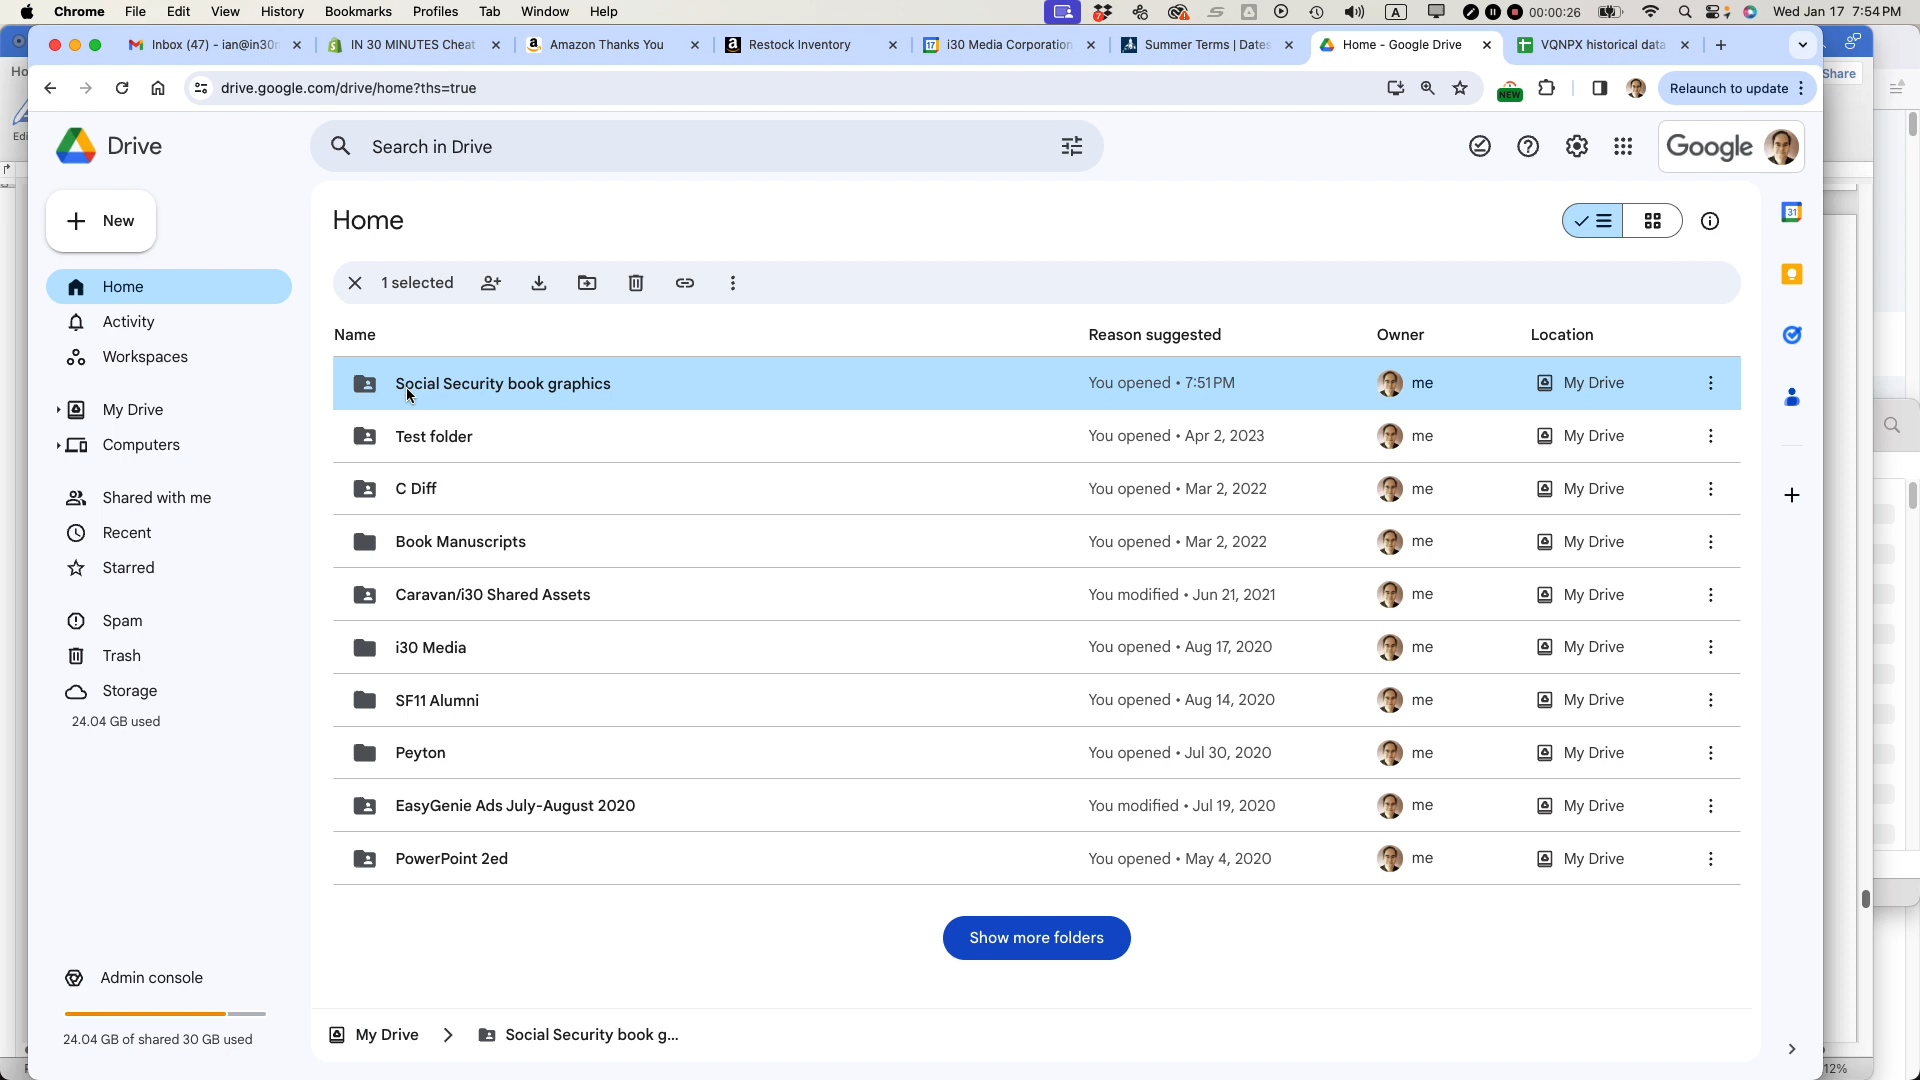 Chrome File Edit View History Bookmarks Profiles Tab Window Help A 00:00:26 Wed Jan 17 7:54 PM
Inbox (47) - ian@in30 IN 30 MINUTES Cheat Amazon Thanks You Restock Inventory i30 Media Corporation Summer Terms | Dates Home - Google Drive VQNPX historical data
drive.google.com/drive/home?ths=true NEW Relaunch to update Share
Drive Search in Drive Google
New
Home
1 selected
Name Reason suggested Owner Location
Social Security book graphics You opened • 7:51 PM me My Drive
Test folder You opened • Apr 2, 2023 me My Drive
C Diff You opened • Mar 2, 2022 me My Drive
Book Manuscripts You opened • Mar 2, 2022 me My Drive
Caravan/i30 Shared Assets You modified • Jun 21, 2021 me My Drive
i30 Media You opened • Aug 17, 2020 me My Drive
SF11 Alumni You opened • Aug 14, 2020 me My Drive
Peyton You opened • Jul 30, 2020 me My Drive
EasyGenie Ads July-August 2020 You modified • Jul 19, 2020 me My Drive
PowerPoint 2ed You opened • May 4, 2020 me My Drive
Show more folders
My Drive Social Security book g...
Home
Activity
Workspaces
My Drive
Computers
Shared with me
Recent
Starred
Spam
Trash
Storage
24.04 GB used
Admin console
24.04 GB of shared 30 GB used
31
12%